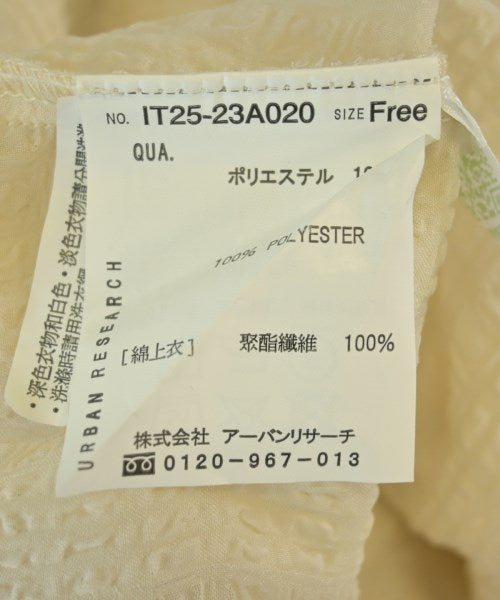 NO. IT25-23A020 SIZE Free
QUA.
ポリエステル
100% POLYESTER
[綿上衣] 聚酯纖維 100%
株式会社 アーバンリサーチ
0120-967-013
URBAN RESEARCH
・深色衣物和白色・淡色衣物請分開洗
・洗滌時請用洗衣